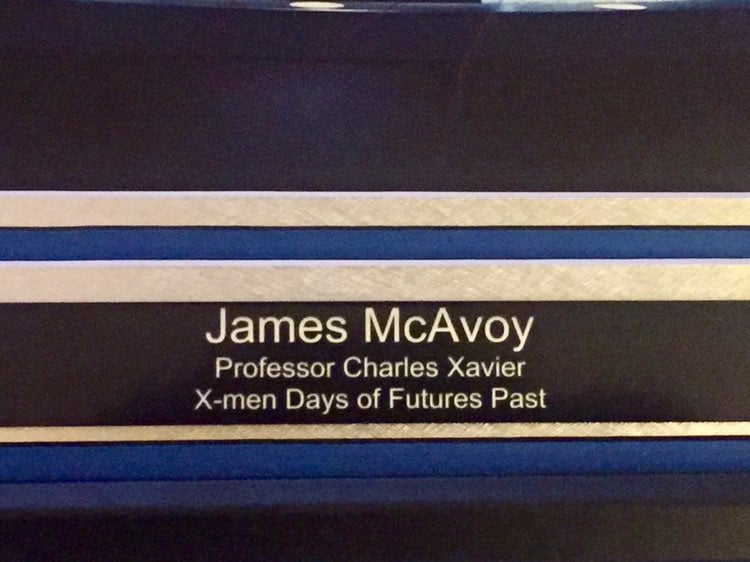 James McAvoy
Professor Charles Xavier
X-men Days of Futures Past